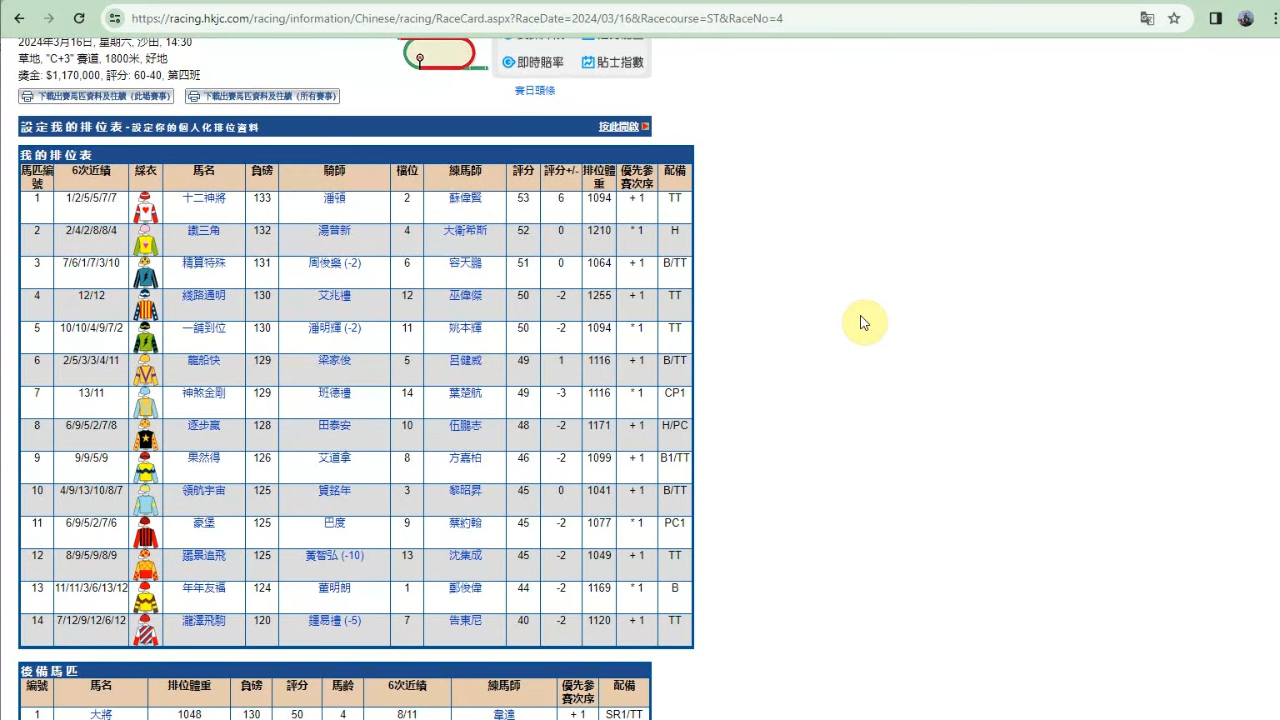 https://racing.hkjc.com/racing/information/Chinese/racing/RaceCard.aspx?RaceDate=2024/03/16&Racecourse=ST&RaceNo=4
2024年3月16日, 星期六, 沙田, 14:30
草地, "C+3" 賽道, 1800米, 好地
獎金: $1,170,000, 評分: 60-40, 第四班
即時賠率 貼士指數
賽日頭條
下載出賽馬匹資料及往績 (此場賽事) 下載出賽馬匹資料及往績 (所有賽事)
設定我的排位表-設定你的個人化排位資料 按此開啟
我的排位表
馬匹編號 6次近績 綵衣 馬名 負磅 騎師 檔位 練馬師 評分 評分+/- 排位體重 優先參賽次序 配備
1 1/2/5/5/7/7 十二神將 133 潘頓 2 蘇偉賢 53 6 1094 + 1 TT
2 2/4/2/8/8/4 鐵三角 132 湯普新 4 大衛希斯 52 0 1210 * 1 H
3 7/6/1/7/3/10 精算特殊 131 周俊樂 (-2) 6 容天鵬 51 0 1064 + 1 B/TT
4 12/12 綫路通明 130 艾兆禮 12 巫偉傑 50 -2 1255 + 1 TT
5 10/10/4/9/7/2 一舖到位 130 潘明輝 (-2) 11 姚本輝 50 -2 1094 * 1 TT
6 2/5/3/3/4/11 龍船快 129 梁家俊 5 呂健威 49 1 1116 + 1 B/TT
7 13/11 神煞金剛 129 班德禮 14 葉楚航 49 -3 1116 * 1 CP1
8 6/9/5/2/7/8 逐步贏 128 田泰安 10 伍鵬志 48 -2 1171 + 1 H/PC
9 9/9/5/9 果然得 126 艾道拿 8 方嘉柏 46 -2 1099 + 1 B1/TT
10 4/9/13/10/8/7 領航宇宙 125 賀銘年 3 黎昭昇 45 0 1041 + 1 B/TT
11 6/9/5/2/7/6 豪堡 125 巴度 9 蔡約翰 45 -2 1077 * 1 PC1
12 8/9/5/9/8/9 追飛 125 黃智弘 (-10) 13 沈集成 45 -2 1049 + 1 TT
13 11/11/3/6/13/12 年年友福 124 董明朗 1 鄭俊偉 44 -2 1169 * 1 B
14 7/12/9/12/6/12 瀧澤飛駒 120 鍾易禮 (-5) 7 告東尼 40 -2 1120 + 1 TT
後備馬匹
編號 馬名 排位體重 負磅 評分 馬齡 6次近績 練馬師 優先參賽次序 配備
1 大將 1048 130 50 4 8/11 韋達 + 1 SR1/TT